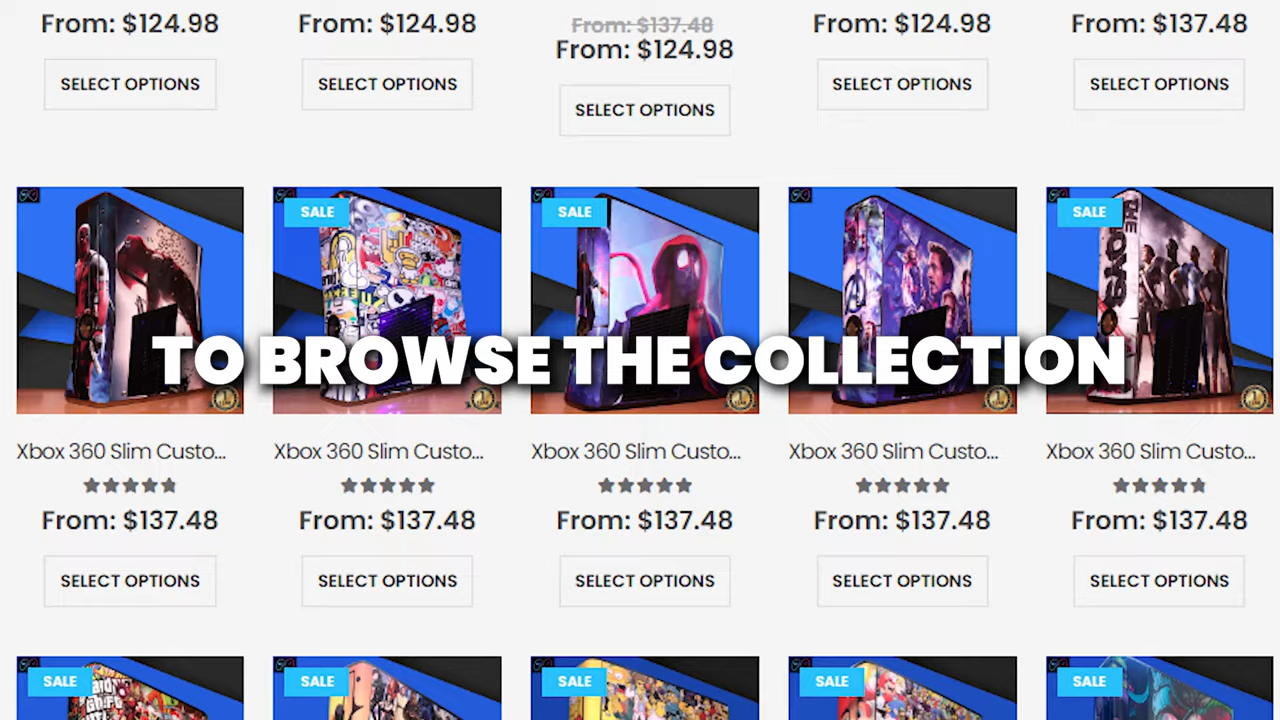 From: $124.98
From: $124.98
From: $137.48
From: $124.98
From: $124.98
From: $137.48
SELECT OPTIONS
SELECT OPTIONS
SELECT OPTIONS
SELECT OPTIONS
SELECT OPTIONS
SALE
SALE
SALE
SALE
THE
BOYS
TO BROWSE THE COLLECTION
Xbox 360 Slim Custo...
Xbox 360 Slim Custo...
Xbox 360 Slim Custo...
Xbox 360 Slim Custo...
Xbox 360 Slim Custo...
From: $137.48
From: $137.48
From: $137.48
From: $137.48
From: $137.48
SELECT OPTIONS
SELECT OPTIONS
SELECT OPTIONS
SELECT OPTIONS
SELECT OPTIONS
SALE
SALE
SALE
SALE
SALE